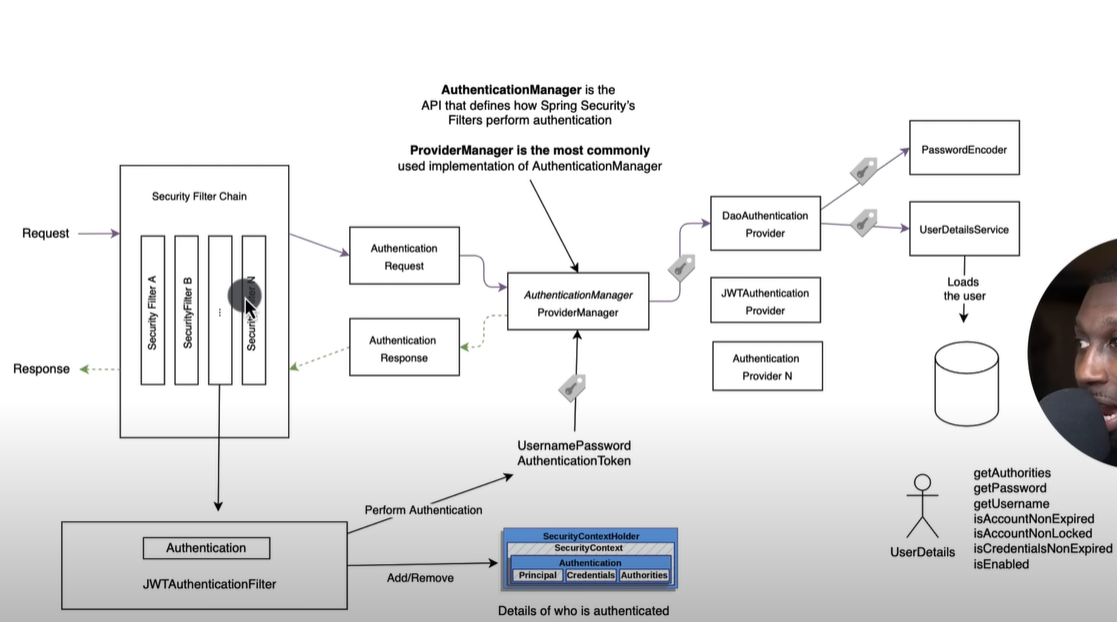 AuthenticationManager is the
API that defines how Spring Security's
Filters perform authentication
ProviderManager is the most commonly
used implementation of AuthenticationManager
Security Filter Chain
Request
Response
Security Filter A
SecurityFilter B
...
Authentication
Request
Authentication
Response
AuthenticationManager
ProviderManager
DaoAuthentication
Provider
JWTAuthentication
Provider
Authentication
Provider N
PasswordEncoder
UserDetailsService
Loads
the user
UsernamePassword
AuthenticationToken
Perform Authentication
Authentication
JWTAuthenticationFilter
Add/Remove
SecurityContextHolder
SecurityContext
Authentication
Principal Credentials Authorities
Details of who is authenticated
UserDetails
getAuthorities
getPassword
getUsername
isAccountNonExpired
isAccountNonLocked
isCredentialsNonExpired
isEnabled